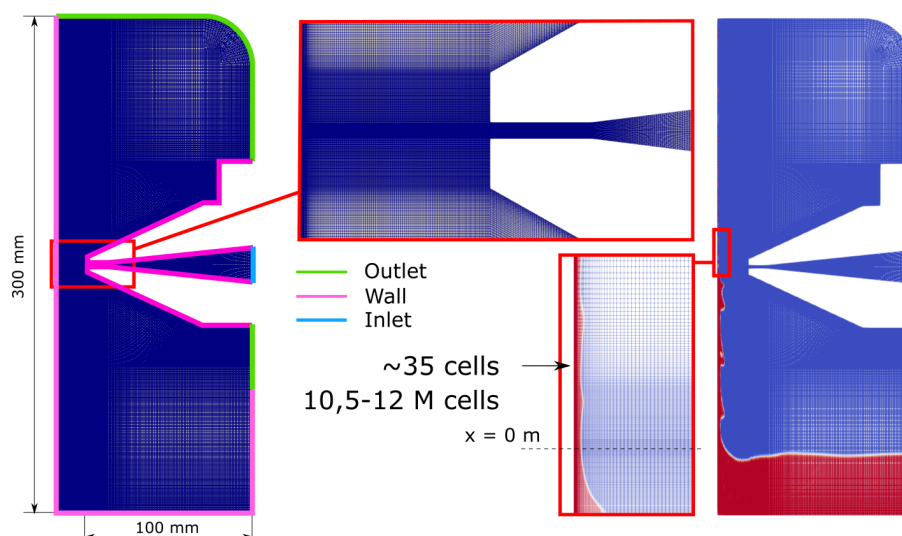 300 mm
100 mm
Outlet
Wall
Inlet
~35 cells
10,5-12 M cells
x = 0 m